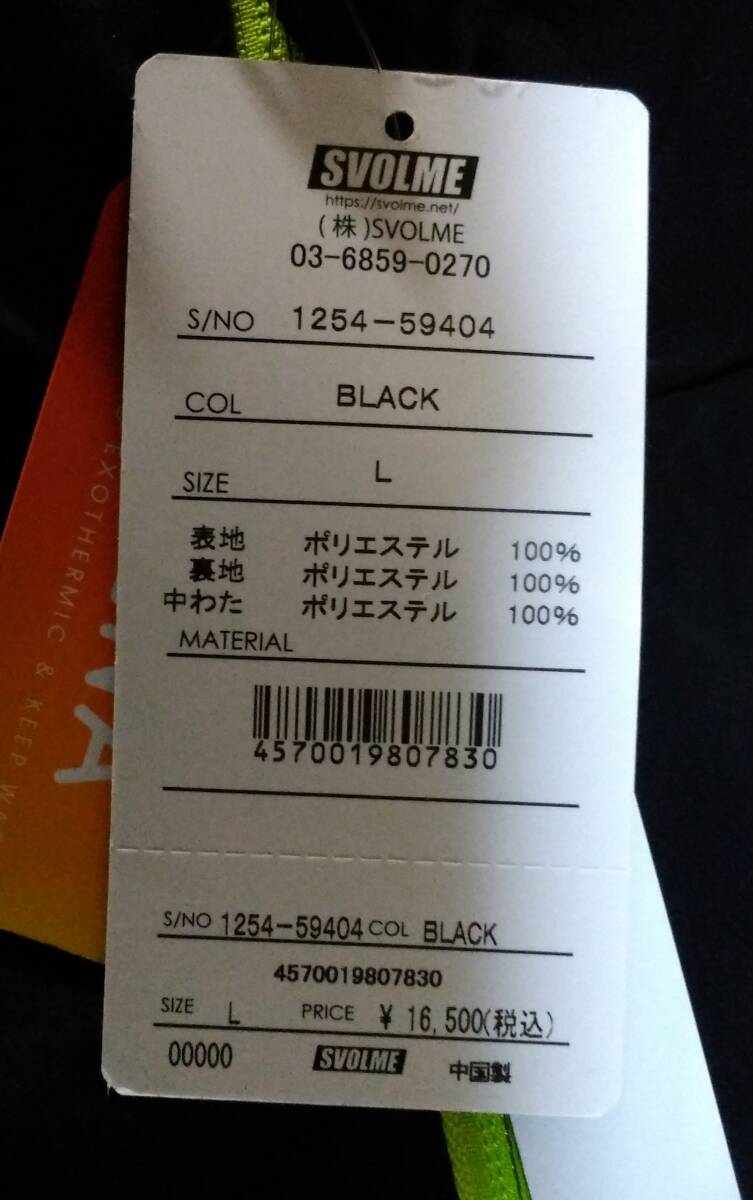 SVOLME
https://svolme.net/
(株)SVOLME
03-6859-0270
S/NO 1254-59404
COL BLACK
SIZE L
表地 ポリエステル 100%
裏地 ポリエステル 100%
中わた ポリエステル 100%
MATERIAL
4570019807830
S/NO 1254-59404 COL BLACK
4570019807830
SIZE L PRICE ¥ 16,500(税込)
00000 SVOLME 中国製
EXOTHERMIC & KEEP